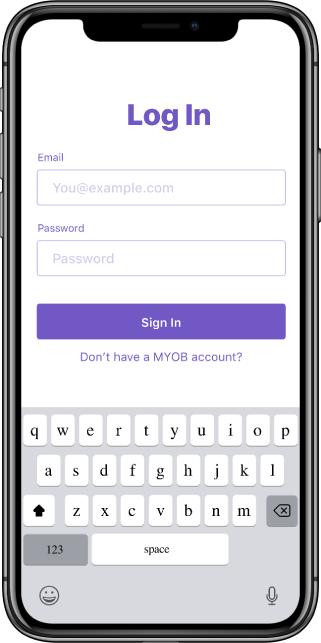 Log In
Email
You@example.com
Password
Password
Sign In
Don't have a MYOB account?
q w e r t y u i o p
a s d f g h j k l
z x c v b n m
123 space